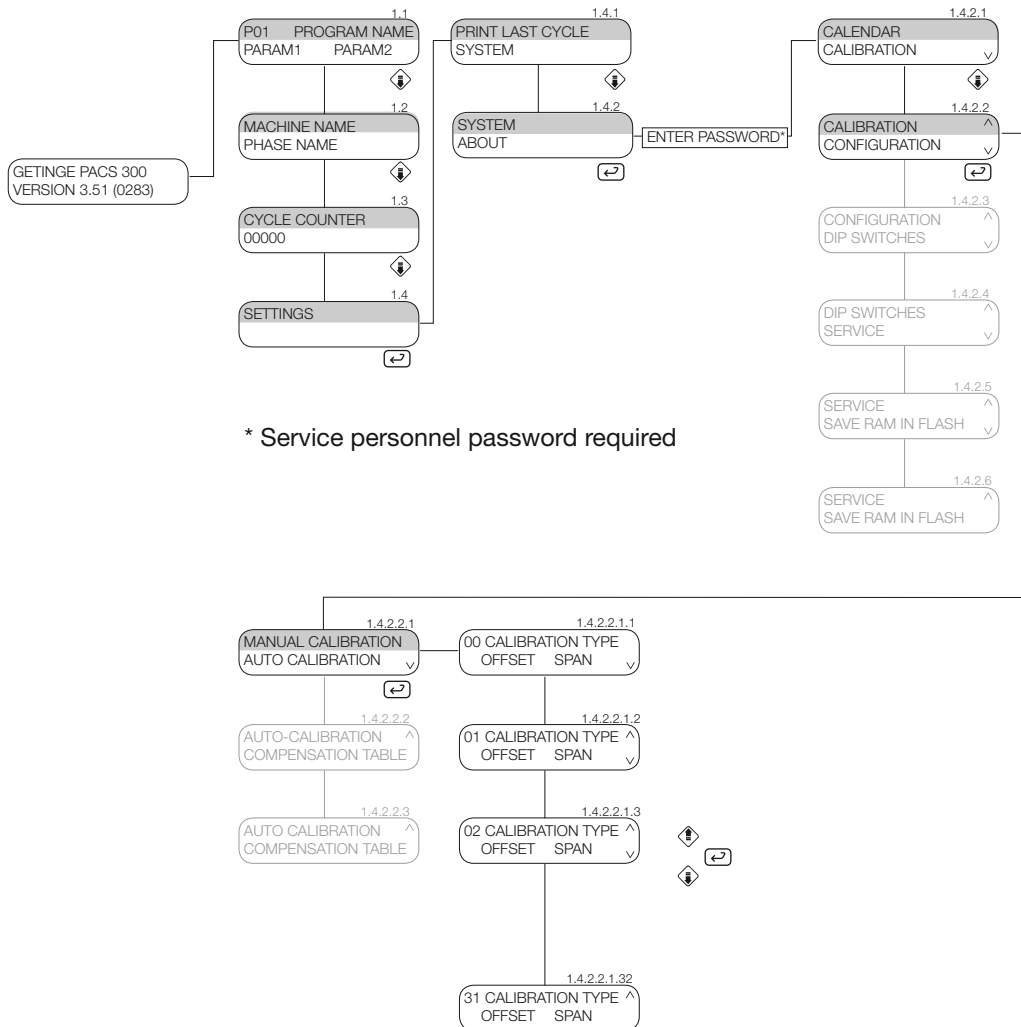 GETINGE PACS 300
VERSION 3.51 (0283)
1.1
P01 PROGRAM NAME
PARAM1 PARAM2
1.2
MACHINE NAME
PHASE NAME
1.3
CYCLE COUNTER
00000
1.4
SETTINGS
1.4.1
PRINT LAST CYCLE
SYSTEM
1.4.2
SYSTEM
ABOUT
ENTER PASSWORD*
1.4.2.1
CALENDAR
CALIBRATION
1.4.2.2
CALIBRATION
CONFIGURATION
1.4.2.3
CONFIGURATION
DIP SWITCHES
1.4.2.4
DIP SWITCHES
SERVICE
1.4.2.5
SERVICE
SAVE RAM IN FLASH
1.4.2.6
SERVICE
SAVE RAM IN FLASH
* Service personnel password required
1.4.2.2.1
MANUAL CALIBRATION
AUTO CALIBRATION
1.4.2.2.2
AUTO-CALIBRATION
COMPENSATION TABLE
1.4.2.2.3
AUTO CALIBRATION
COMPENSATION TABLE
1.4.2.2.1.1
00 CALIBRATION TYPE
OFFSET SPAN
1.4.2.2.1.2
01 CALIBRATION TYPE
OFFSET SPAN
1.4.2.2.1.3
02 CALIBRATION TYPE
OFFSET SPAN
1.4.2.2.1.32
31 CALIBRATION TYPE
OFFSET SPAN